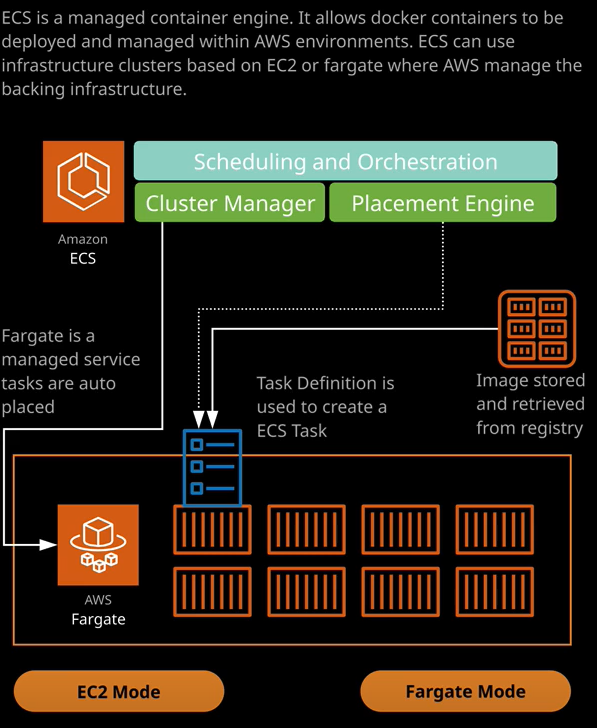 ECS is a managed container engine. It allows docker containers to be
deployed and managed within AWS environments. ECS can use
infrastructure clusters based on EC2 or fargate where AWS manage the
backing infrastructure.
Scheduling and Orchestration
Cluster Manager
Placement Engine
Amazon
ECS
Fargate is a
managed service
tasks are auto
placed
Task Definition is
used to create a
ECS Task
Image stored
and retrieved
from registry
AWS
Fargate
EC2 Mode
Fargate Mode